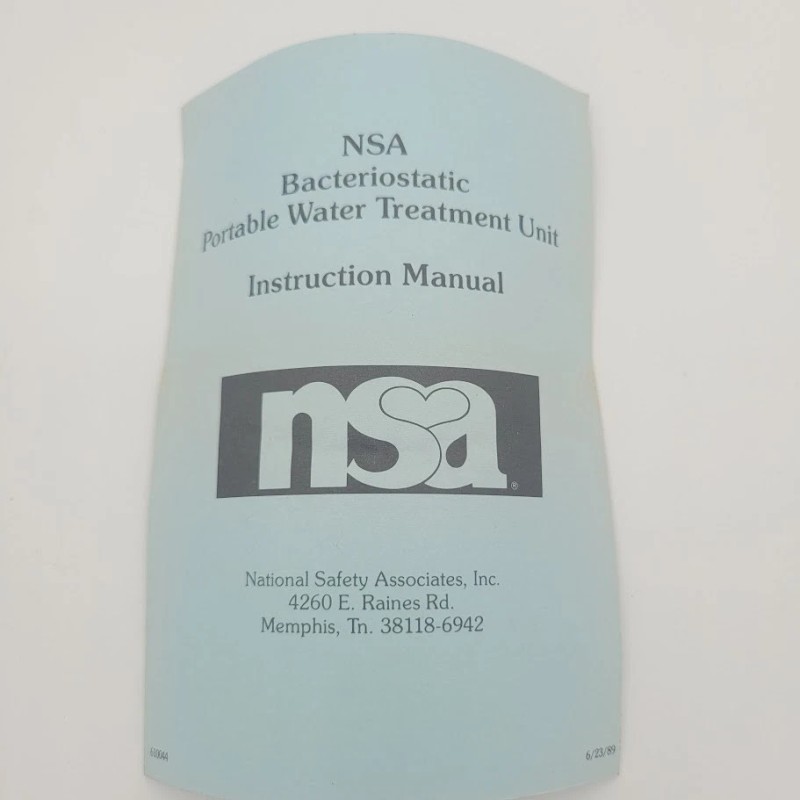 NSA
Bacteriostatic
Portable Water Treatment Unit
Instruction Manual
nsa®
National Safety Associates, Inc.
4260 E. Raines Rd.
Memphis, Tn. 38118-6942
6/23/89